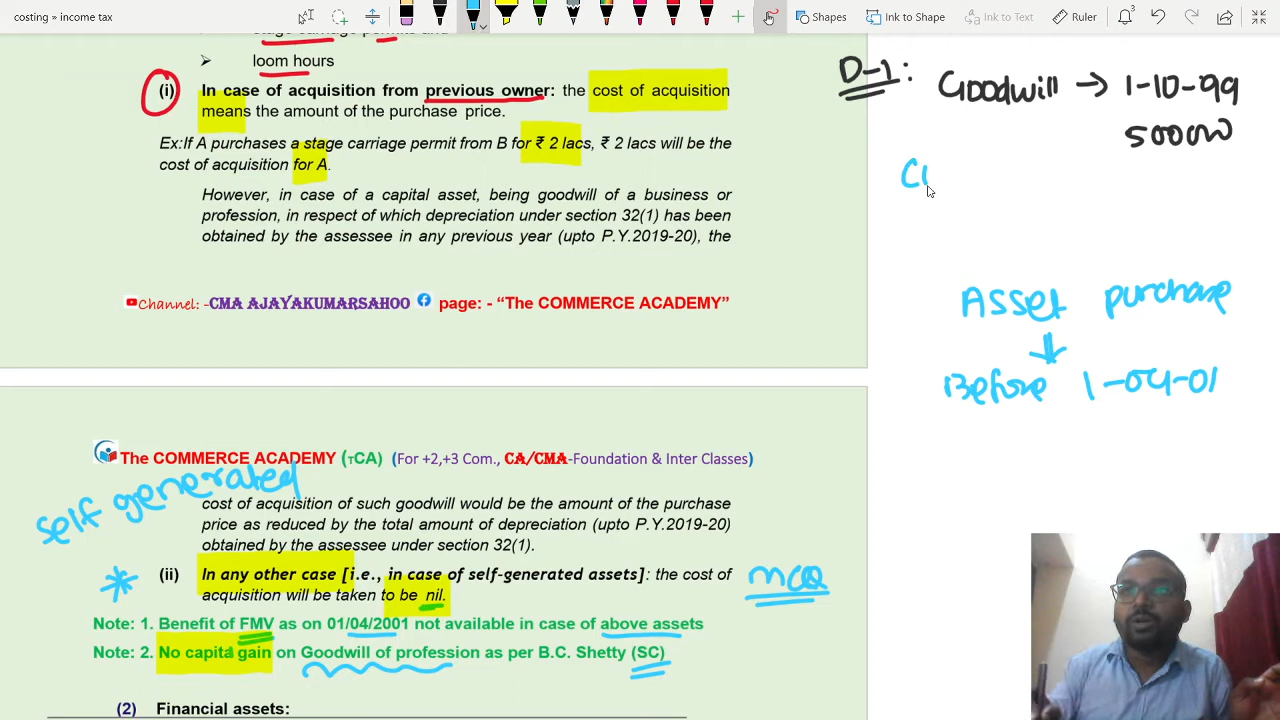 costing » income tax
Shapes
Ink to Shape
Ink to Text
Ruler
3
stage carriage permits and
➢ loom hours
(i) In case of acquisition from previous owner: the cost of acquisition
means the amount of the purchase price.
Ex:If A purchases a stage carriage permit from B for ₹ 2 lacs, ₹ 2 lacs will be the
cost of acquisition for A.
However, in case of a capital asset, being goodwill of a business or
profession, in respect of which depreciation under section 32(1) has been
obtained by the assessee in any previous year (upto P.Y.2019-20), the
Channel: -CMA AJAYAKUMARSAHOO page: - “The COMMERCE ACADEMY”
The COMMERCE ACADEMY (TCA) (For +2,+3 Com., CA/CMA-Foundation & Inter Classes)
self generated
cost of acquisition of such goodwill would be the amount of the purchase
price as reduced by the total amount of depreciation (upto P.Y.2019-20)
obtained by the assessee under section 32(1).
(ii) In any other case [i.e., in case of self-generated assets]: the cost of
acquisition will be taken to be nil.
MCQ
Note: 1. Benefit of FMV as on 01/04/2001 not available in case of above assets
Note: 2. No capital gain on Goodwill of profession as per B.C. Shetty (SC)
(2) Financial assets:
D-1: Goodwill → 1-10-99
50000
Asset purchase
Before 1-04-01